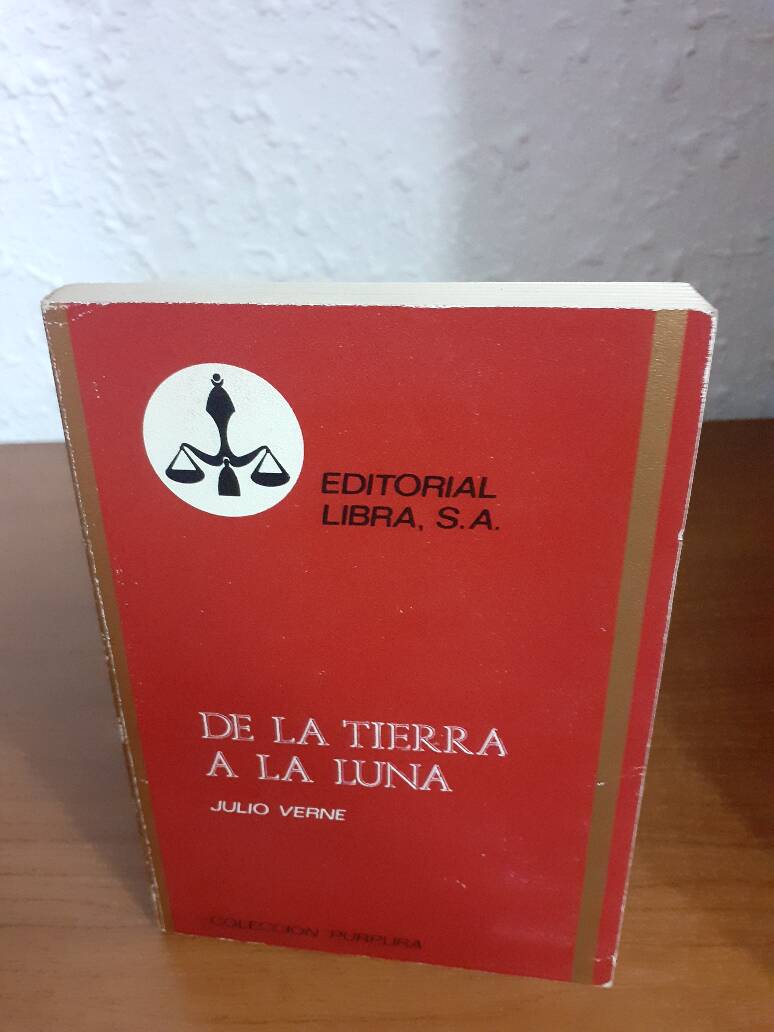 EDITORIAL
LIBRA, S.A.
DE LA TIERRA
A LA LUNA
JULIO VERNE
COLECCION PURPURA